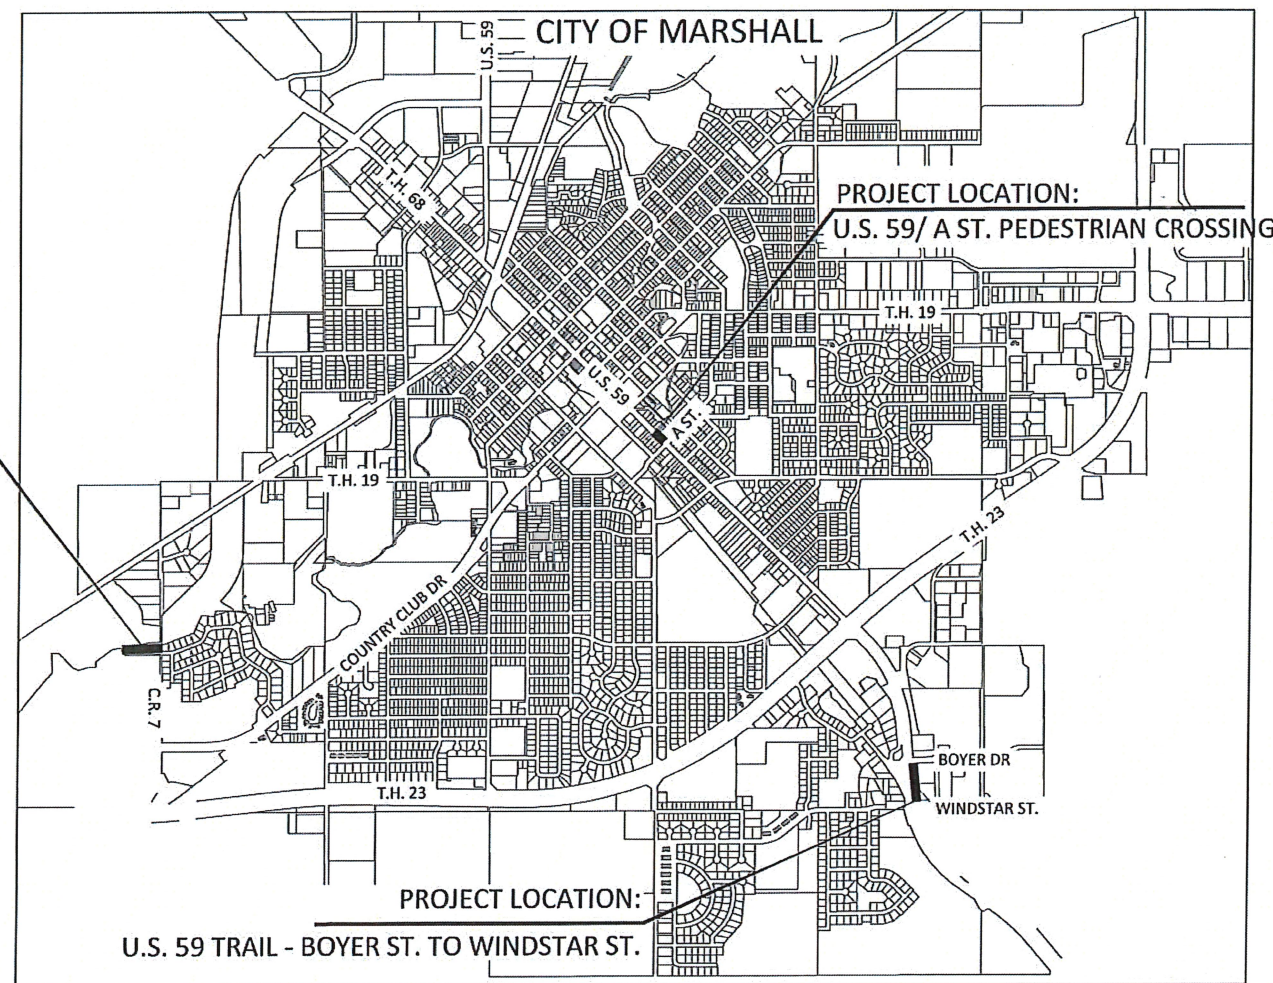 CITY OF MARSHALL
U.S. 59
T.H. 68
PROJECT LOCATION:
U.S. 59/ A ST. PEDESTRIAN CROSSING
T.H. 19
U.S. 59
A ST.
T.H. 19
T.H. 23
COUNTRY CLUB DR
C.R. 7
BOYER DR
T.H. 23
WINDSTAR ST.
PROJECT LOCATION:
U.S. 59 TRAIL - BOYER ST. TO WINDSTAR ST.